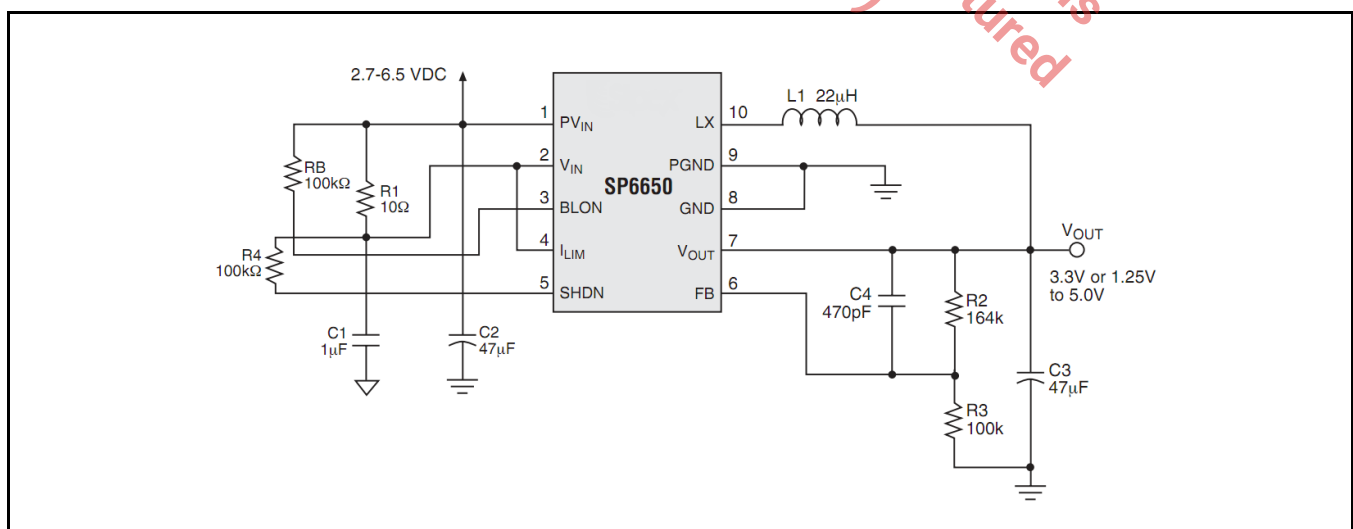 ns
)
tured
2.7-6.5 VDC
L1 22µH
1
PVIN
LX
10
RB
100kΩ
R1
10Ω
2
VIN
PGND
9
SP6650
3
BLON
GND
8
R4
100kΩ
4
ILIM
VOUT
7
VOUT
3.3V or 1.25V
to 5.0V
5
SHDN
FB
6
C4
470pF
R2
164k
C1
1µF
C2
47µF
C3
47µF
R3
100k